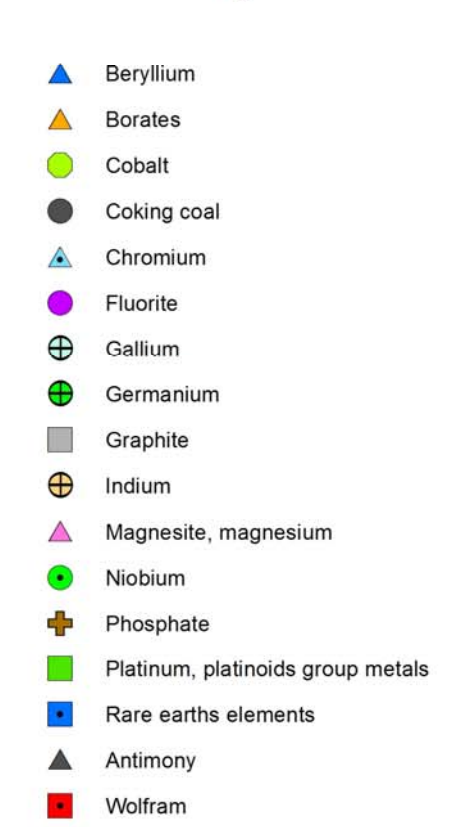 Beryllium
Borates
Cobalt
Coking coal
Chromium
Fluorite
Gallium
Germanium
Graphite
Indium
Magnesite, magnesium
Niobium
Phosphate
Platinum, platinoids group metals
Rare earths elements
Antimony
Wolfram